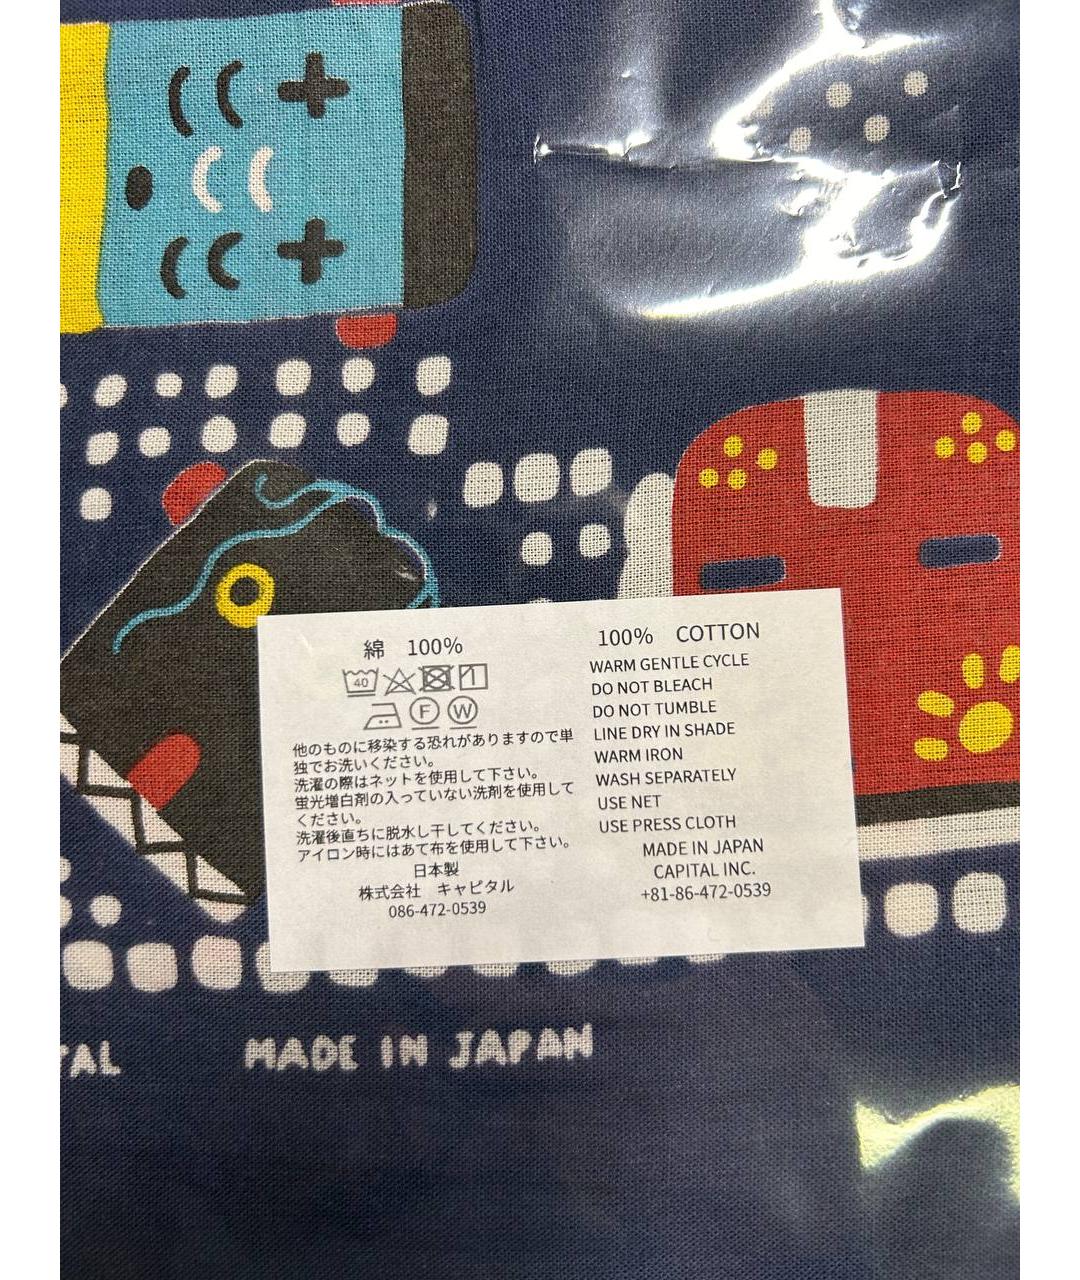 綿 100%
40
F W
他のものに移染する恐れがありますので単
独でお洗いください。
洗濯の際はネットを使用して下さい。
蛍光増白剤の入っていない洗剤を使用して
ください。
洗濯後直ちに脱水し干してください。
アイロン時にはあて布を使用して下さい。
日本製
株式会社 キャピタル
086-472-0539
100% COTTON
WARM GENTLE CYCLE
DO NOT BLEACH
DO NOT TUMBLE
LINE DRY IN SHADE
WARM IRON
WASH SEPARATELY
USE NET
USE PRESS CLOTH
MADE IN JAPAN
CAPITAL INC.
+81-86-472-0539
TAL MADE IN JAPAN